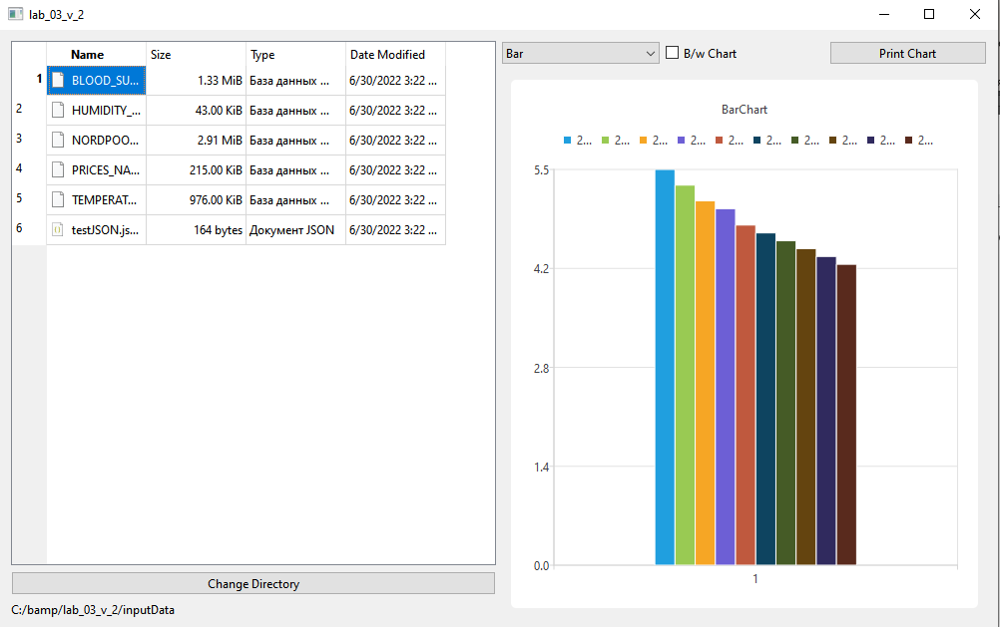 lab_03_v_2
Name Size Type Date Modified
1 BLOOD_SU... 1.33 MiB База данных ... 6/30/2022 3:22 ...
2 HUMIDITY_... 43.00 KiB База данных ... 6/30/2022 3:22 ...
3 NORDPOO... 2.91 MiB База данных ... 6/30/2022 3:22 ...
4 PRICES_NA... 215.00 KiB База данных ... 6/30/2022 3:22 ...
5 TEMPERAT... 976.00 KiB База данных ... 6/30/2022 3:22 ...
6 testJSON.js... 164 bytes Документ JSON 6/30/2022 3:22 ...
Change Directory
C:/bamp/lab_03_v_2/inputData
Bar B/w Chart Print Chart
BarChart
2... 2... 2... 2... 2... 2... 2... 2... 2... 2...
5.5
4.2
2.8
1.4
0.0
1